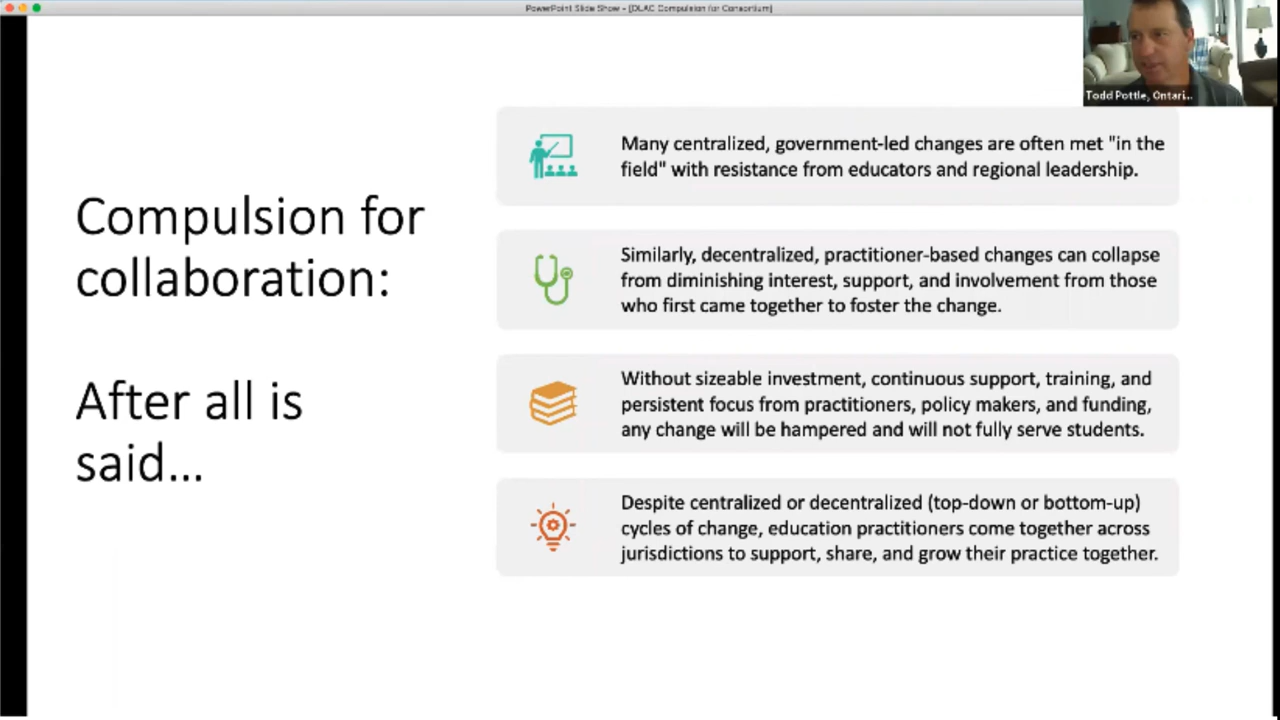 PowerPoint Slide Show - [DLAC Compulsion for Consortium]
Todd Pottle, Ontari...
Compulsion for
collaboration:
After all is
said...
Many centralized, government-led changes are often met "in the
field" with resistance from educators and regional leadership.
Similarly, decentralized, practitioner-based changes can collapse
from diminishing interest, support, and involvement from those
who first came together to foster the change.
Without sizeable investment, continuous support, training, and
persistent focus from practitioners, policy makers, and funding,
any change will be hampered and will not fully serve students.
Despite centralized or decentralized (top-down or bottom-up)
cycles of change, education practitioners come together across
jurisdictions to support, share, and grow their practice together.